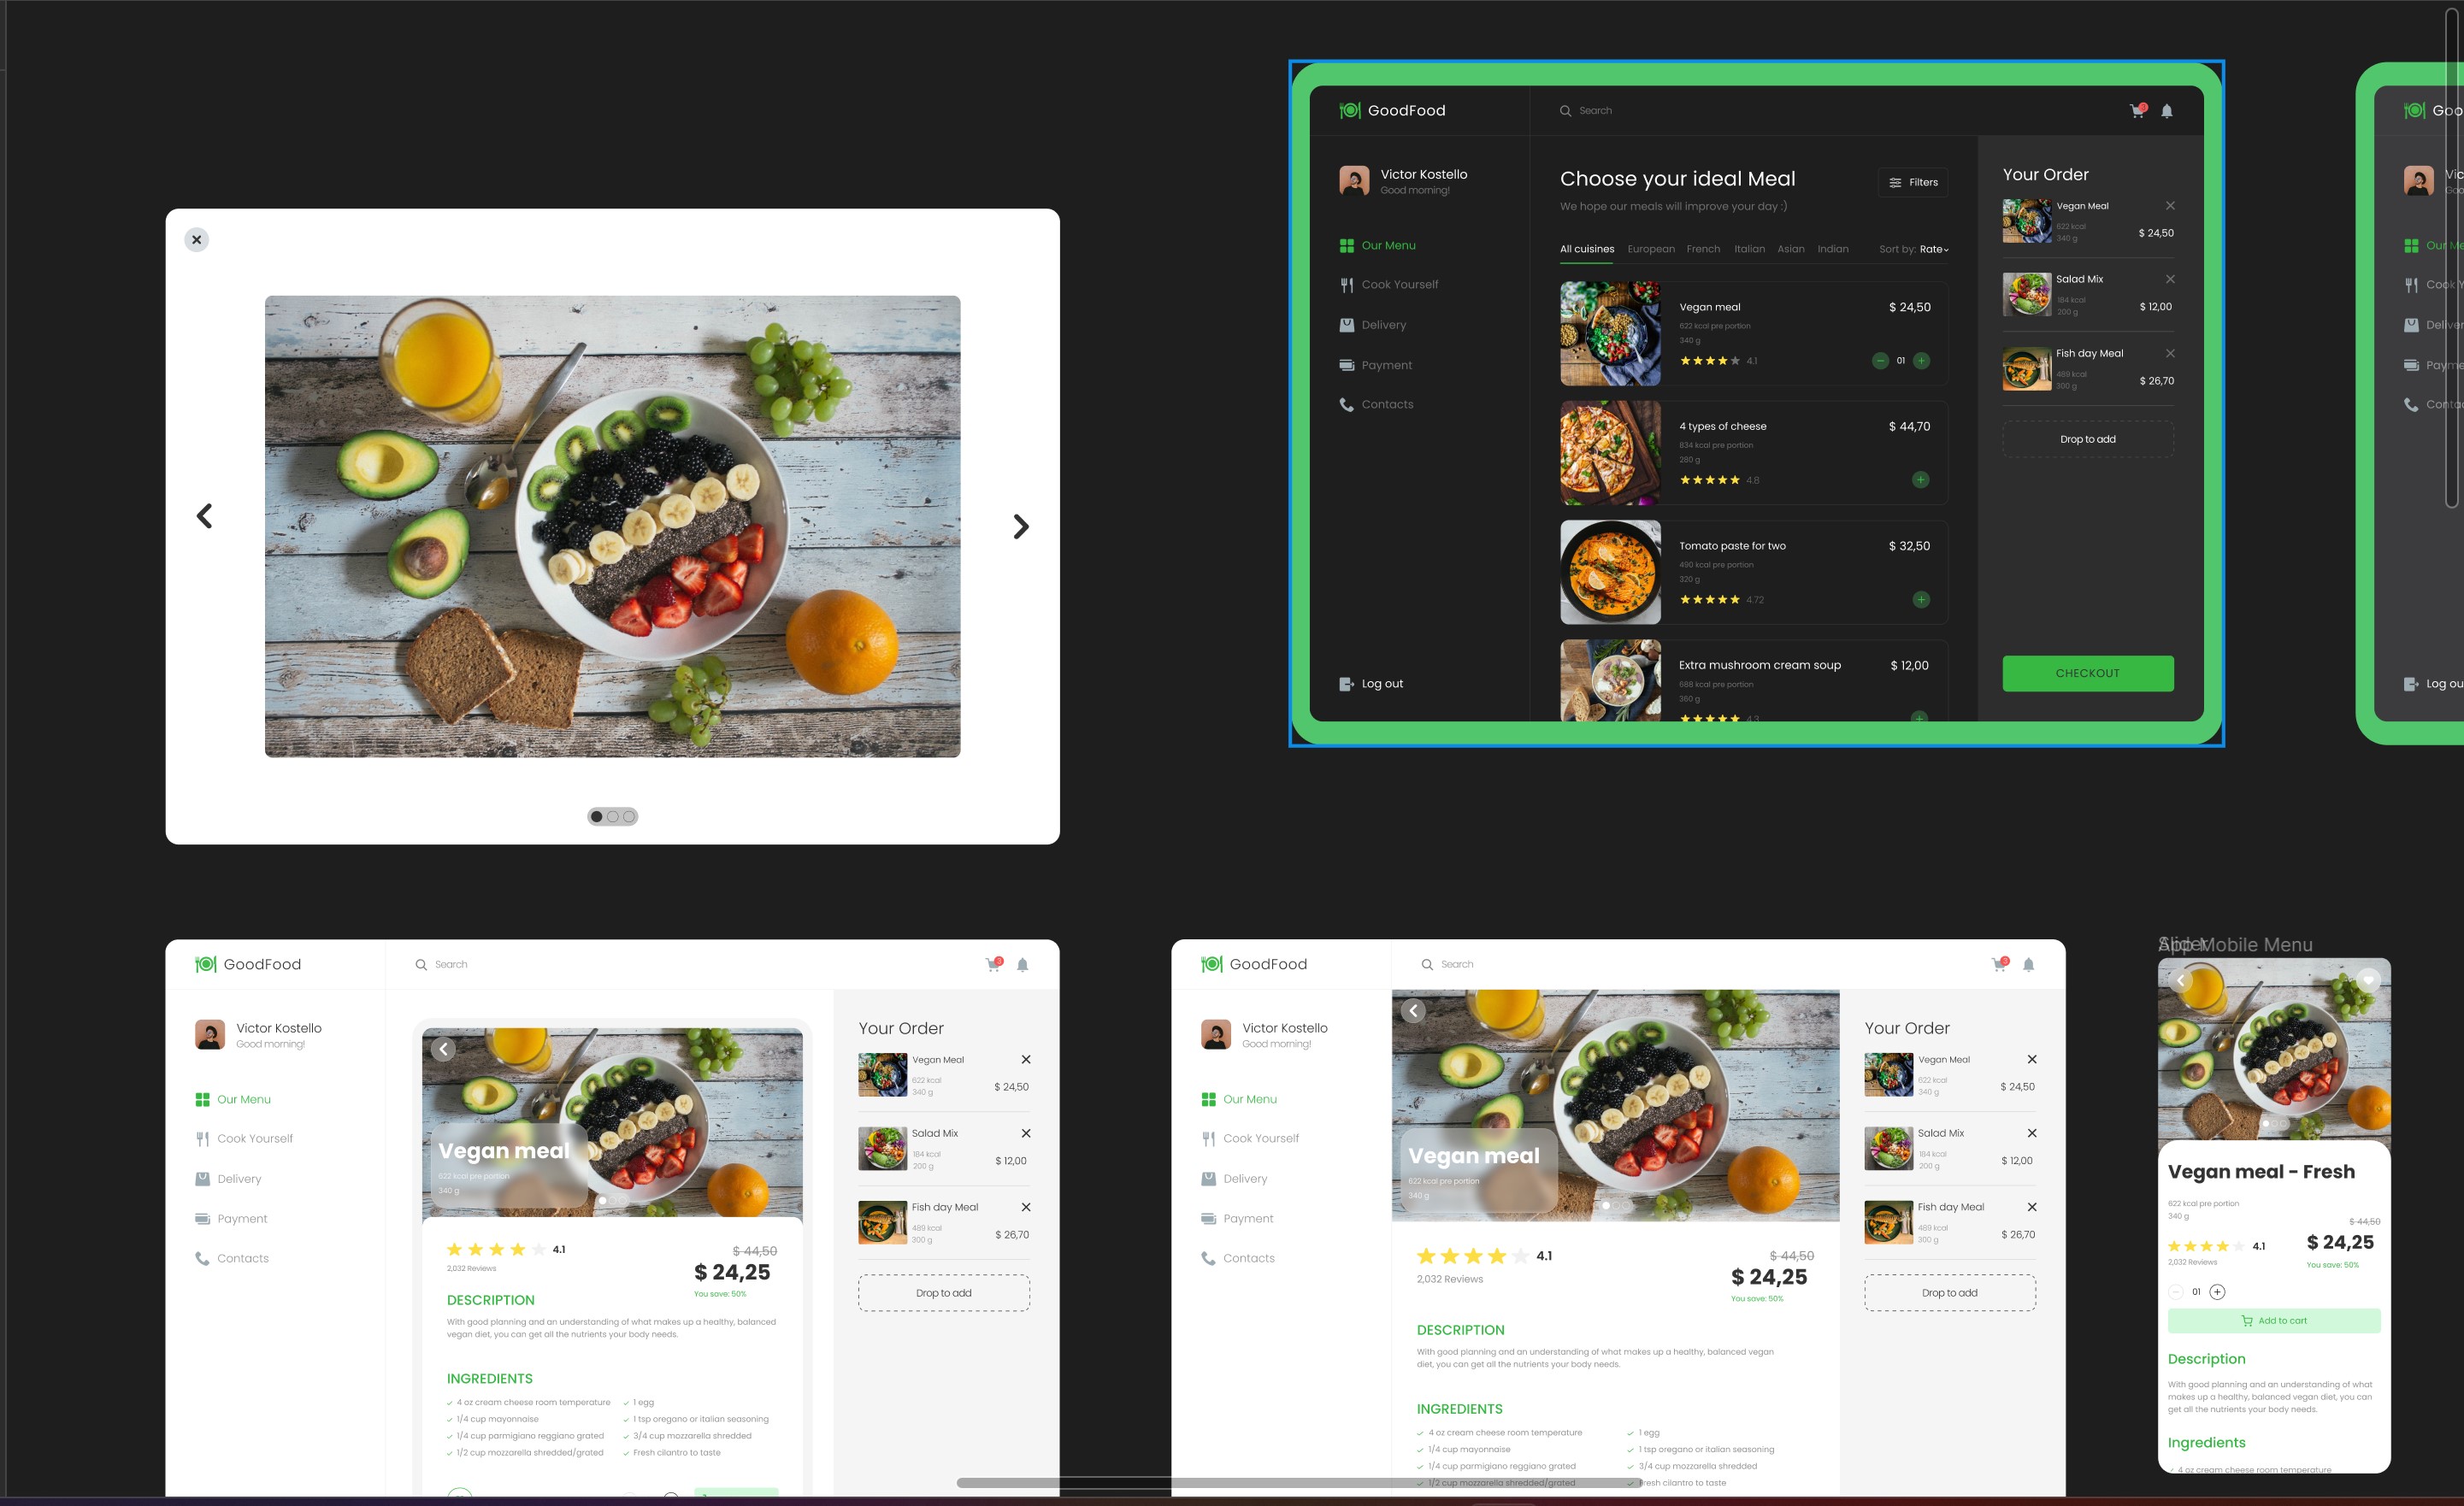 GoodFood
Search
3
Victor Kostello
Good morning!
Our Menu
Cook Yourself
Delivery
Payment
Contacts
Log out
Choose your ideal Meal
Filters
We hope our meals will improve your day :)
All cuisines European French Italian Asian Indian Sort by: Rate
Vegan meal $ 24,50
622 kcal pre portion
340 g
4.1 01
4 types of cheese $ 44,70
834 kcal pre portion
280 g
4.8
Tomato paste for two $ 32,50
490 kcal pre portion
320 g
4.72
Extra mushroom cream soup $ 12,00
688 kcal pre portion
360 g
4.3
Your Order
Vegan Meal
622 kcal
340 g
$ 24,50
Salad Mix
184 kcal
200 g
$ 12,00
Fish day Meal
489 kcal
300 g
$ 26,70
Drop to add
CHECKOUT
Log ou
GoodFood
Search
3
Victor Kostello
Good morning!
Our Menu
Cook Yourself
Delivery
Payment
Contacts
Vegan meal
622 kcal pre portion
340 g
4.1
2,032 Reviews
$ 44,50
$ 24,25
You save: 50%
DESCRIPTION
With good planning and an understanding of what makes up a healthy, balanced
vegan diet, you can get all the nutrients your body needs.
INGREDIENTS
4 oz cream cheese room temperature
1/4 cup mayonnaise
1/4 cup parmigiano reggiano grated
1/2 cup mozzarella shredded/grated
1 egg
1 tsp oregano or italian seasoning
3/4 cup mozzarella shredded
Fresh cilantro to taste
Your Order
Vegan Meal
622 kcal
340 g
$ 24,50
Salad Mix
184 kcal
200 g
$ 12,00
Fish day Meal
489 kcal
300 g
$ 26,70
Drop to add
GoodFood
Search
3
Victor Kostello
Good morning!
Our Menu
Cook Yourself
Delivery
Payment
Contacts
Vegan meal
622 kcal pre portion
340 g
4.1
2,032 Reviews
$ 44,50
$ 24,25
You save: 50%
DESCRIPTION
With good planning and an understanding of what makes up a healthy, balanced vegan
diet, you can get all the nutrients your body needs.
INGREDIENTS
4 oz cream cheese room temperature
1/4 cup mayonnaise
1/4 cup parmigiano reggiano grated
1/2 cup mozzarella shredded/grated
1 egg
1 tsp oregano or italian seasoning
3/4 cup mozzarella shredded
Fresh cilantro to taste
Your Order
Vegan Meal
622 kcal
340 g
$ 24,50
Salad Mix
184 kcal
200 g
$ 12,00
Fish day Meal
489 kcal
300 g
$ 26,70
Drop to add
Slider
App Mobile Menu
Vegan meal - Fresh
622 kcal pre portion
340 g
4.1
2,032 Reviews
$ 44,50
$ 24,25
You save: 50%
01
Add to cart
Description
With good planning and an understanding of what
makes up a healthy, balanced vegan diet, you can
get all the nutrients your body needs.
Ingredients
4 oz cream cheese room temperature